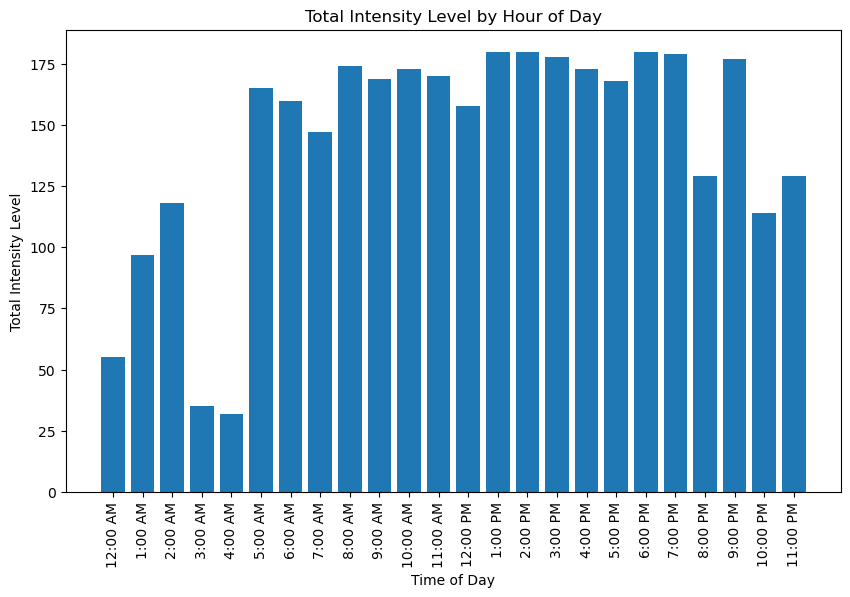 Total Intensity Level by Hour of Day
Total Intensity Level
175
150
125
100
75
50
25
0
12:00 AM
1:00 AM
2:00 AM
3:00 AM
4:00 AM
5:00 AM
6:00 AM
7:00 AM
8:00 AM
9:00 AM
10:00 AM
11:00 AM
12:00 PM
1:00 PM
2:00 PM
3:00 PM
4:00 PM
5:00 PM
6:00 PM
7:00 PM
8:00 PM
9:00 PM
10:00 PM
11:00 PM
Time of Day